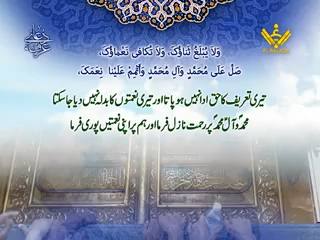 وَلَا يُبْلَغُ ثَنَاؤُكَ، وَلَا تُكَافَى نَعْمَاؤُكَ،
صَلِّ عَلَى مُحَمَّدٍ وَآلِ مُحَمَّدٍ وَأَتْمِمْ عَلَيْنَا نِعَمَكَ،
تیری تعریف کا حق ادا نہیں ہو پاتا اور تیری نعمتوں کا بدلہ نہیں دیا جا سکتا
محمدؐ و آل محمدؐ پر رحمت نازل فرما اور ہم پر اپنی نعمتیں پوری فرما